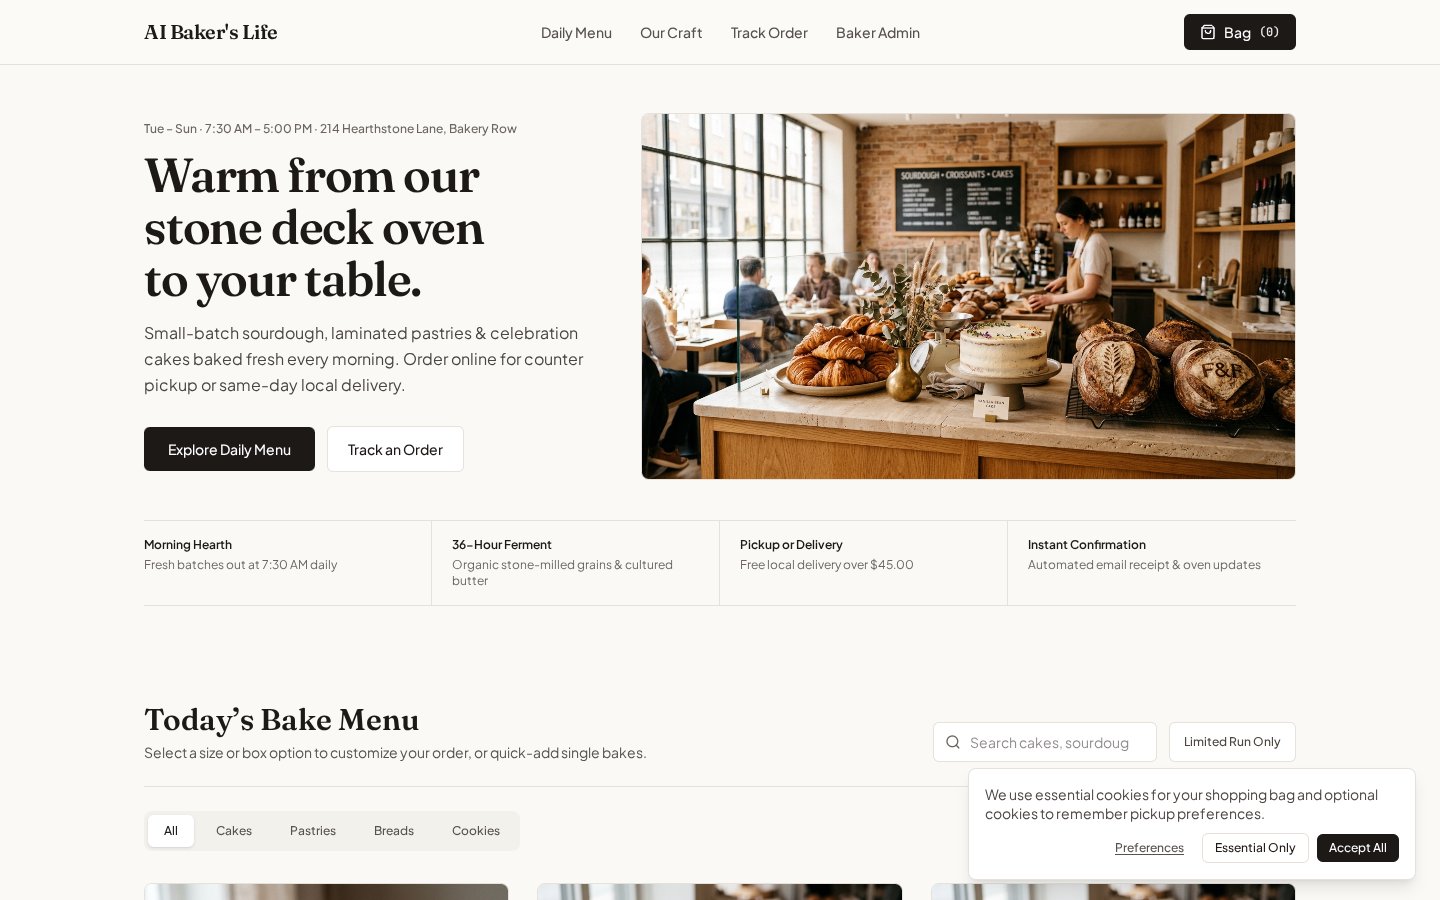 AI Baker's Life
Daily Menu
Our Craft
Track Order
Baker Admin
Bag (0)
Tue – Sun · 7:30 AM – 5:00 PM · 214 Hearthstone Lane, Bakery Row
Warm from our
stone deck oven
to your table.
Small-batch sourdough, laminated pastries & celebration
cakes baked fresh every morning. Order online for counter
pickup or same-day local delivery.
Explore Daily Menu
Track an Order
SOURDOUGH • CROISSANTS • CAKES
F&B
Morning Hearth
Fresh batches out at 7:30 AM daily
36-Hour Ferment
Organic stone-milled grains & cultured
butter
Pickup or Delivery
Free local delivery over $45.00
Instant Confirmation
Automated email receipt & oven updates
Today’s Bake Menu
Select a size or box option to customize your order, or quick-add single bakes.
Search cakes, sourdoug
Limited Run Only
All
Cakes
Pastries
Breads
Cookies
We use essential cookies for your shopping bag and optional
cookies to remember pickup preferences.
Preferences
Essential Only
Accept All